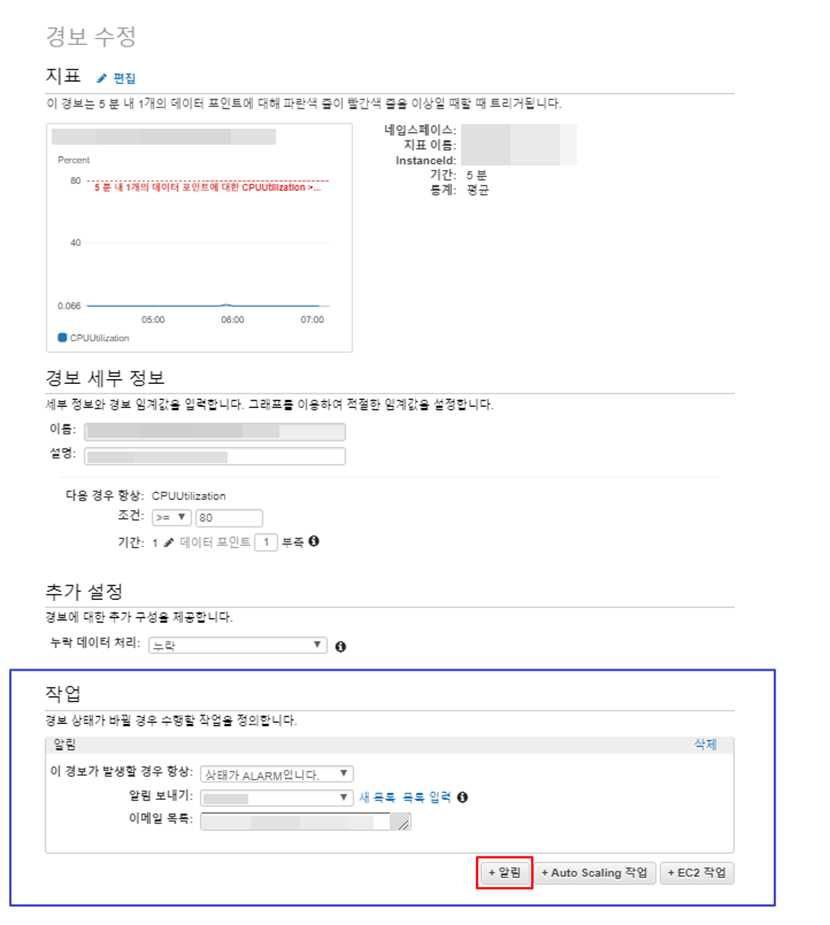 경보 수정
지표 편집
이 경보는 5 분 내 1개의 데이터 포인트에 대해 파란색 줄이 빨간색 줄을 이상일 때할 때 트리거됩니다.
네임스페이스:
지표 이름:
InstanceId:
기간: 5 분
통계: 평균
Percent
80
5 분 내 1개의 데이터 포인트에 대한 CPUUtilization >...
40
0.066
05:00 06:00 07:00
CPUUtilization
경보 세부 정보
세부 정보와 경보 임계값을 입력합니다. 그래프를 이용하여 적절한 임계값을 설정합니다.
이름:
설명:
다음 경우 항상: CPUUtilization
조건: >= 80
기간: 1 데이터 포인트 1 부족
추가 설정
경보에 대한 추가 구성을 제공합니다.
누락 데이터 처리: 누락
작업
경보 상태가 바뀔 경우 수행할 작업을 정의합니다.
알림 삭제
이 경보가 발생할 경우 항상: 상태가 ALARM입니다.
알림 보내기: 새 목록 목록 입력
이메일 목록:
+ 알림 + Auto Scaling 작업 + EC2 작업